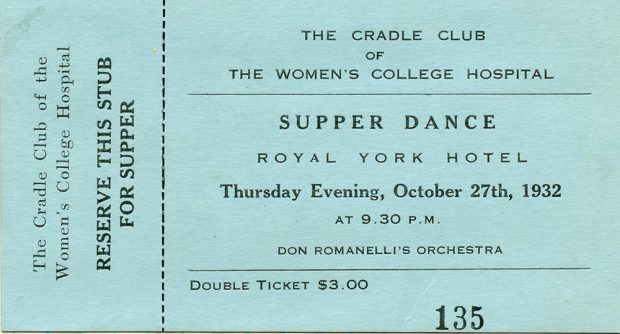 The Cradle Club of the
Women's College Hospital
RESERVE THIS STUB
FOR SUPPER
THE CRADLE CLUB
OF
THE WOMEN'S COLLEGE HOSPITAL
SUPPER DANCE
ROYAL YORK HOTEL
Thursday Evening, October 27th, 1932
AT 9.30 P.M.
DON ROMANELLI'S ORCHESTRA
DOUBLE TICKET $3.00
135